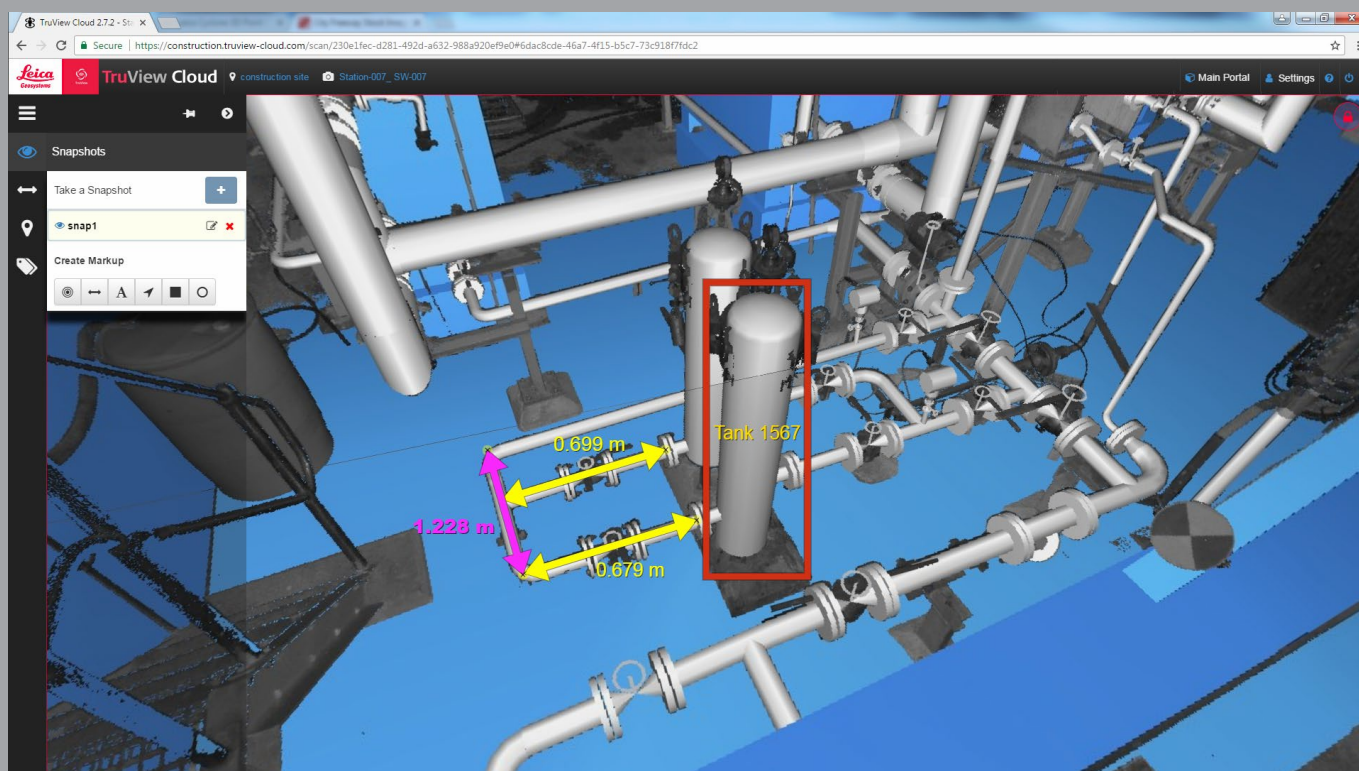 TruView Cloud 2.7.2 - St
Secure | https://construction.truview-cloud.com/scan/230e1fec-d281-492d-a632-988a920ef9e0#6dac8cde-46a7-4f15-b5c7-73c918f7fdc2
Leica
Geosystems
TruView Cloud
construction site
Station-007_ SW-007
Main Portal
Settings
Snapshots
Take a Snapshot
snap1
Create Markup
A
0.699 m
Tank 1567
1.228 m
0.679 m